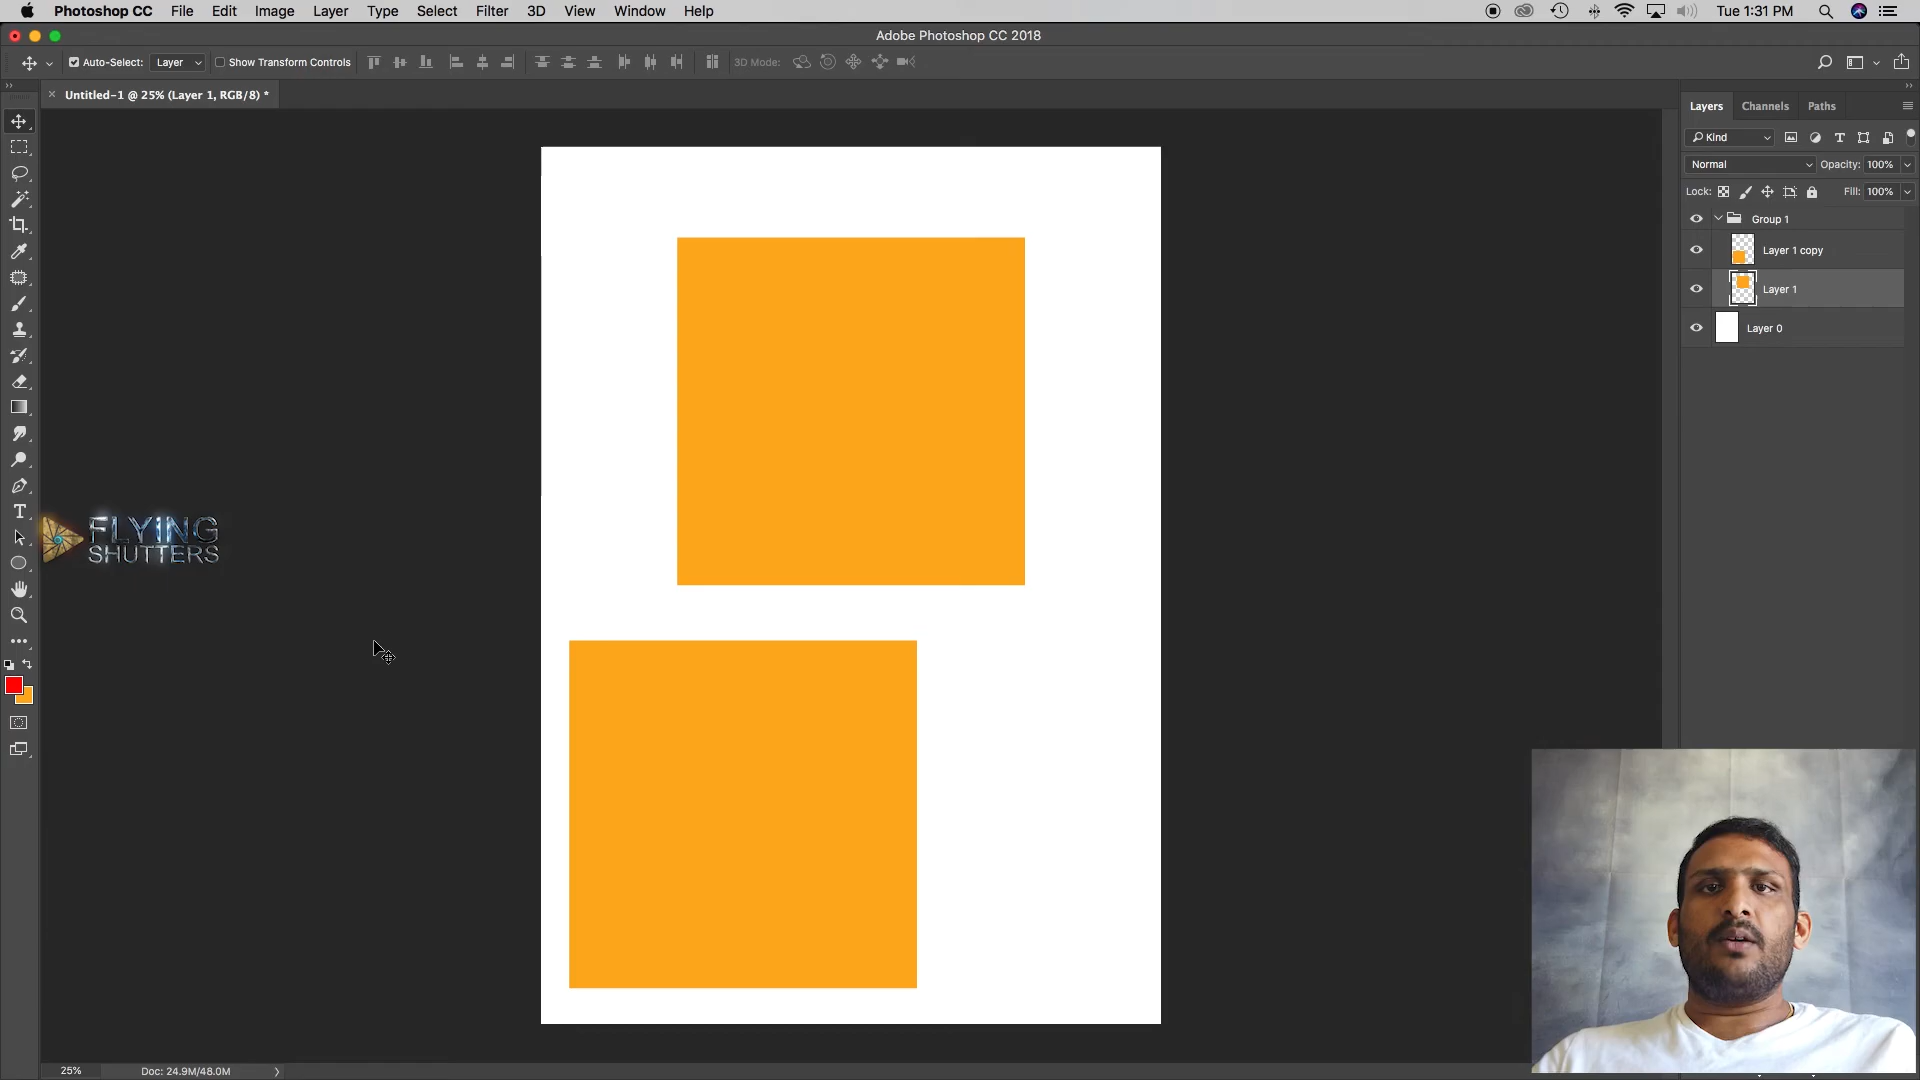 Photoshop CC File Edit Image Layer Type Select Filter 3D View Window Help Tue 1:31 PM
Adobe Photoshop CC 2018
Auto-Select: Layer Show Transform Controls 3D Mode:
Untitled-1 @ 25% (Layer 1, RGB/8) *
Layers Channels Paths
Kind
Normal Opacity: 100%
Lock: Fill: 100%
Group 1
Layer 1 copy
Layer 1
Layer 0
FLYING
SHUTTERS
25% Doc: 24.9M/48.0M